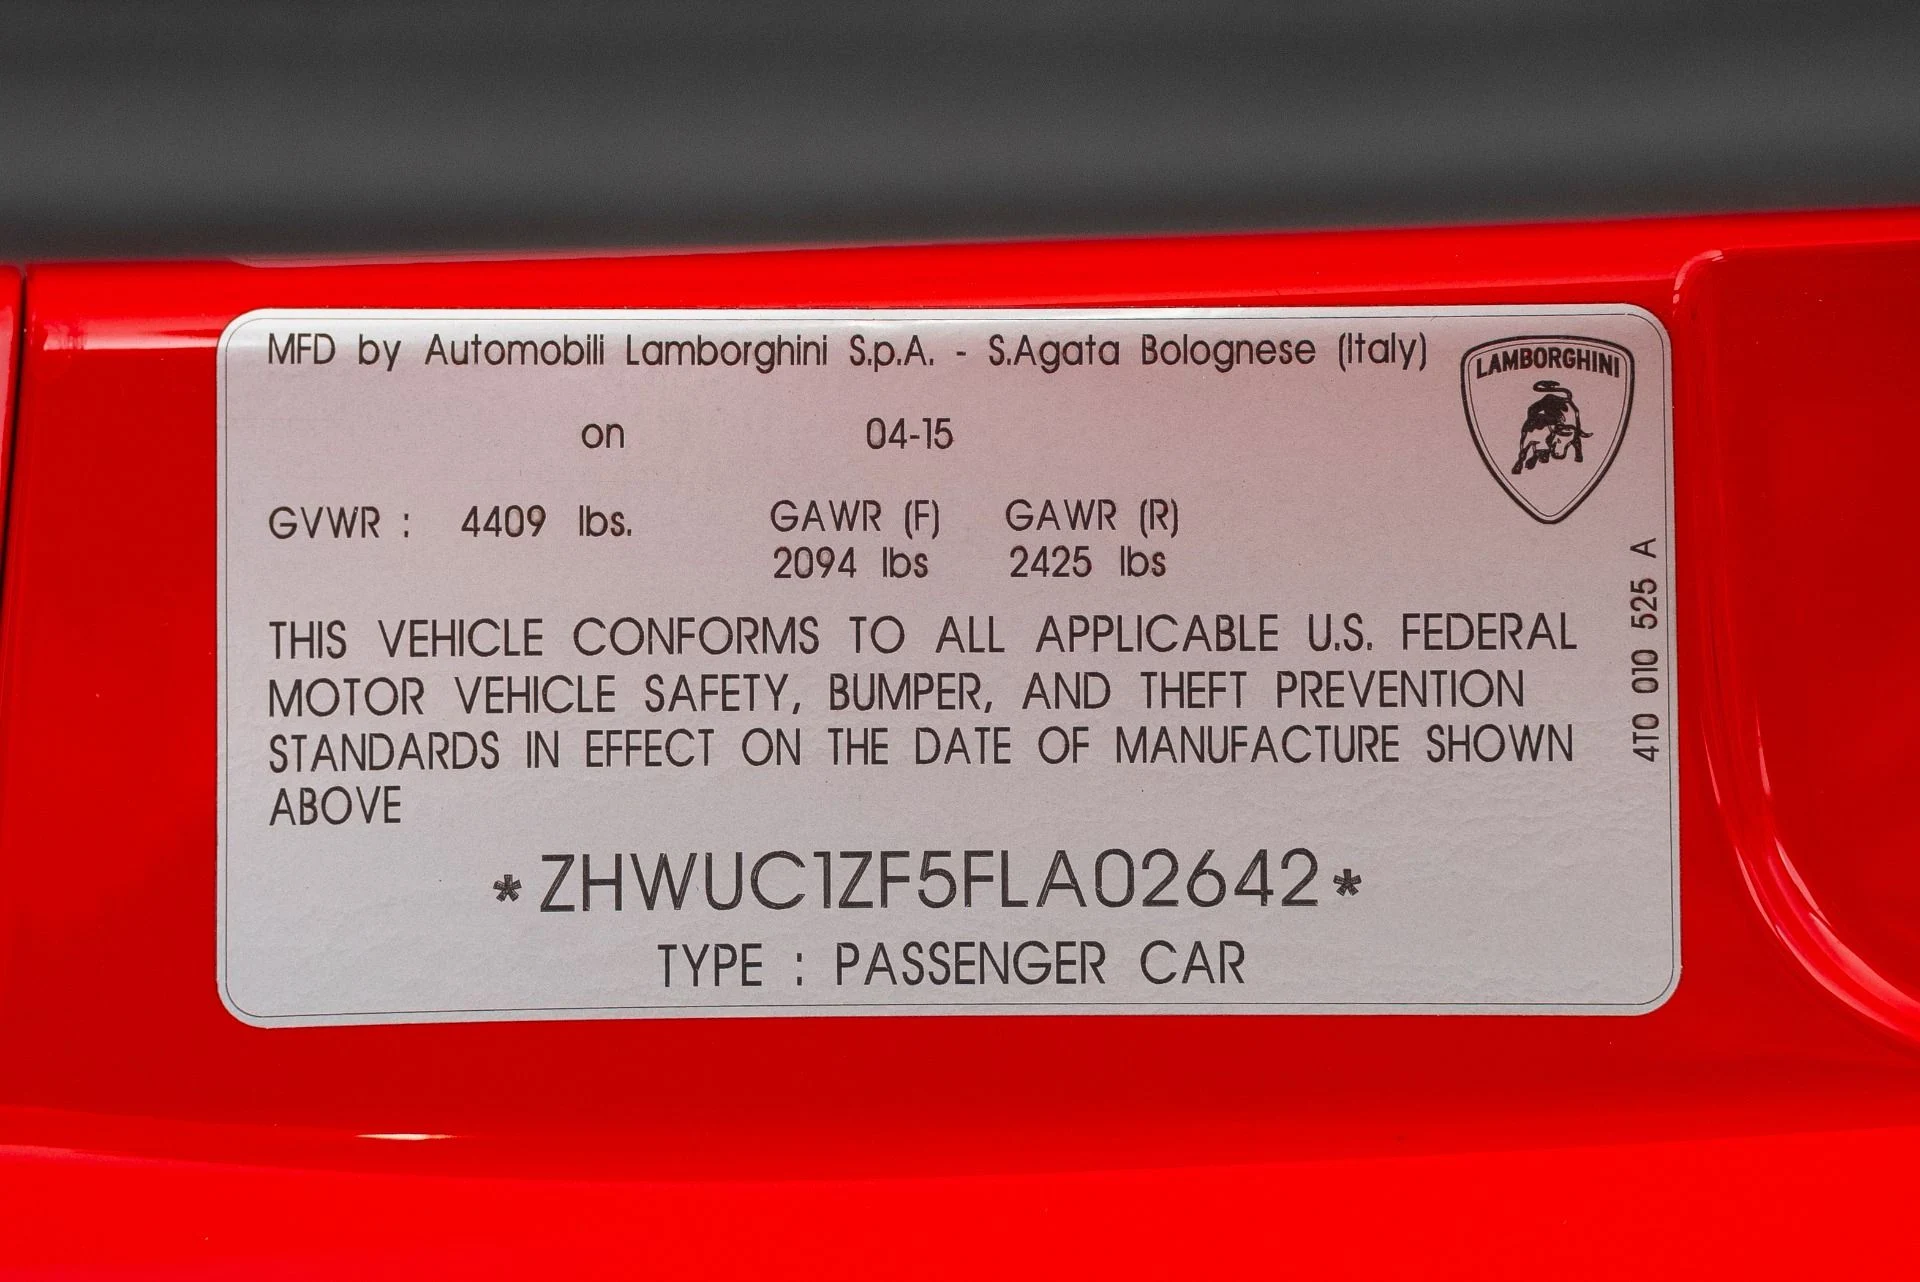 MFD by Automobili Lamborghini S.p.A. - S.Agata Bolognese (Italy)
LAMBORGHINI
on 04-15
GVWR : 4409 lbs. GAWR (F) GAWR (R)
2094 lbs 2425 lbs
THIS VEHICLE CONFORMS TO ALL APPLICABLE U.S. FEDERAL
MOTOR VEHICLE SAFETY, BUMPER, AND THEFT PREVENTION
STANDARDS IN EFFECT ON THE DATE OF MANUFACTURE SHOWN
ABOVE
*ZHWUC1ZF5FLA02642*
TYPE : PASSENGER CAR
4T0 010 525 A